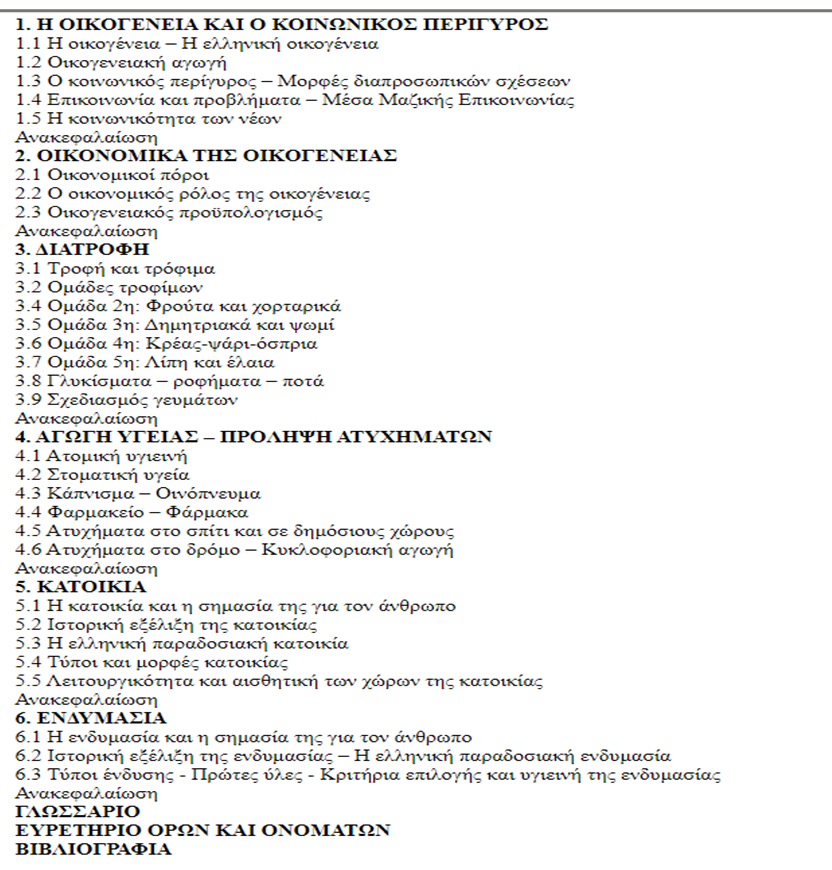 1. Η ΟΙΚΟΓΕΝΕΙΑ ΚΑΙ Ο ΚΟΙΝΩΝΙΚΟΣ ΠΕΡΙΓΥΡΟΣ
1.1 Η οικογένεια – Η ελληνική οικογένεια
1.2 Οικογενειακή αγωγή
1.3 Ο κοινωνικός περίγυρος – Μορφές διαπροσωπικών σχέσεων
1.4 Επικοινωνία και προβλήματα – Μέσα Μαζικής Επικοινωνίας
1.5 Η κοινωνικότητα των νέων
Ανακεφαλαίωση
2. ΟΙΚΟΝΟΜΙΚΑ ΤΗΣ ΟΙΚΟΓΕΝΕΙΑΣ
2.1 Οικονομικοί πόροι
2.2 Ο οικονομικός ρόλος της οικογένειας
2.3 Οικογενειακός προϋπολογισμός
Ανακεφαλαίωση
3. ΔΙΑΤΡΟΦΗ
3.1 Τροφή και τρόφιμα
3.2 Ομάδες τροφίμων
3.4 Ομάδα 2η: Φρούτα και χορταρικά
3.5 Ομάδα 3η: Δημητριακά και ψωμί
3.6 Ομάδα 4η: Κρέας-ψάρι-όσπρια
3.7 Ομάδα 5η: Λίπη και έλαια
3.8 Γλυκίσματα – ροφήματα – ποτά
3.9 Σχεδιασμός γευμάτων
Ανακεφαλαίωση
4. ΑΓΩΓΗ ΥΓΕΙΑΣ – ΠΡΟΛΗΨΗ ΑΤΥΧΗΜΑΤΩΝ
4.1 Ατομική υγιεινή
4.2 Στοματική υγεία
4.3 Κάπνισμα – Οινόπνευμα
4.4 Φαρμακείο – Φάρμακα
4.5 Ατυχήματα στο σπίτι και σε δημόσιους χώρους
4.6 Ατυχήματα στο δρόμο – Κυκλοφοριακή αγωγή
Ανακεφαλαίωση
5. ΚΑΤΟΙΚΙΑ
5.1 Η κατοικία και η σημασία της για τον άνθρωπο
5.2 Ιστορική εξέλιξη της κατοικίας
5.3 Η ελληνική παραδοσιακή κατοικία
5.4 Τύποι και μορφές κατοικίας
5.5 Λειτουργικότητα και αισθητική των χώρων της κατοικίας
Ανακεφαλαίωση
6. ΕΝΔΥΜΑΣΙΑ
6.1 Η ενδυμασία και η σημασία της για τον άνθρωπο
6.2 Ιστορική εξέλιξη της ενδυμασίας – Η ελληνική παραδοσιακή ενδυμασία
6.3 Τύποι ένδυσης - Πρώτες ύλες - Κριτήρια επιλογής και υγιεινή της ενδυμασίας
Ανακεφαλαίωση
ΓΛΩΣΣΑΡΙΟ
ΕΥΡΕΤΗΡΙΟ ΟΡΩΝ ΚΑΙ ΟΝΟΜΑΤΩΝ
ΒΙΒΛΙΟΓΡΑΦΙΑ